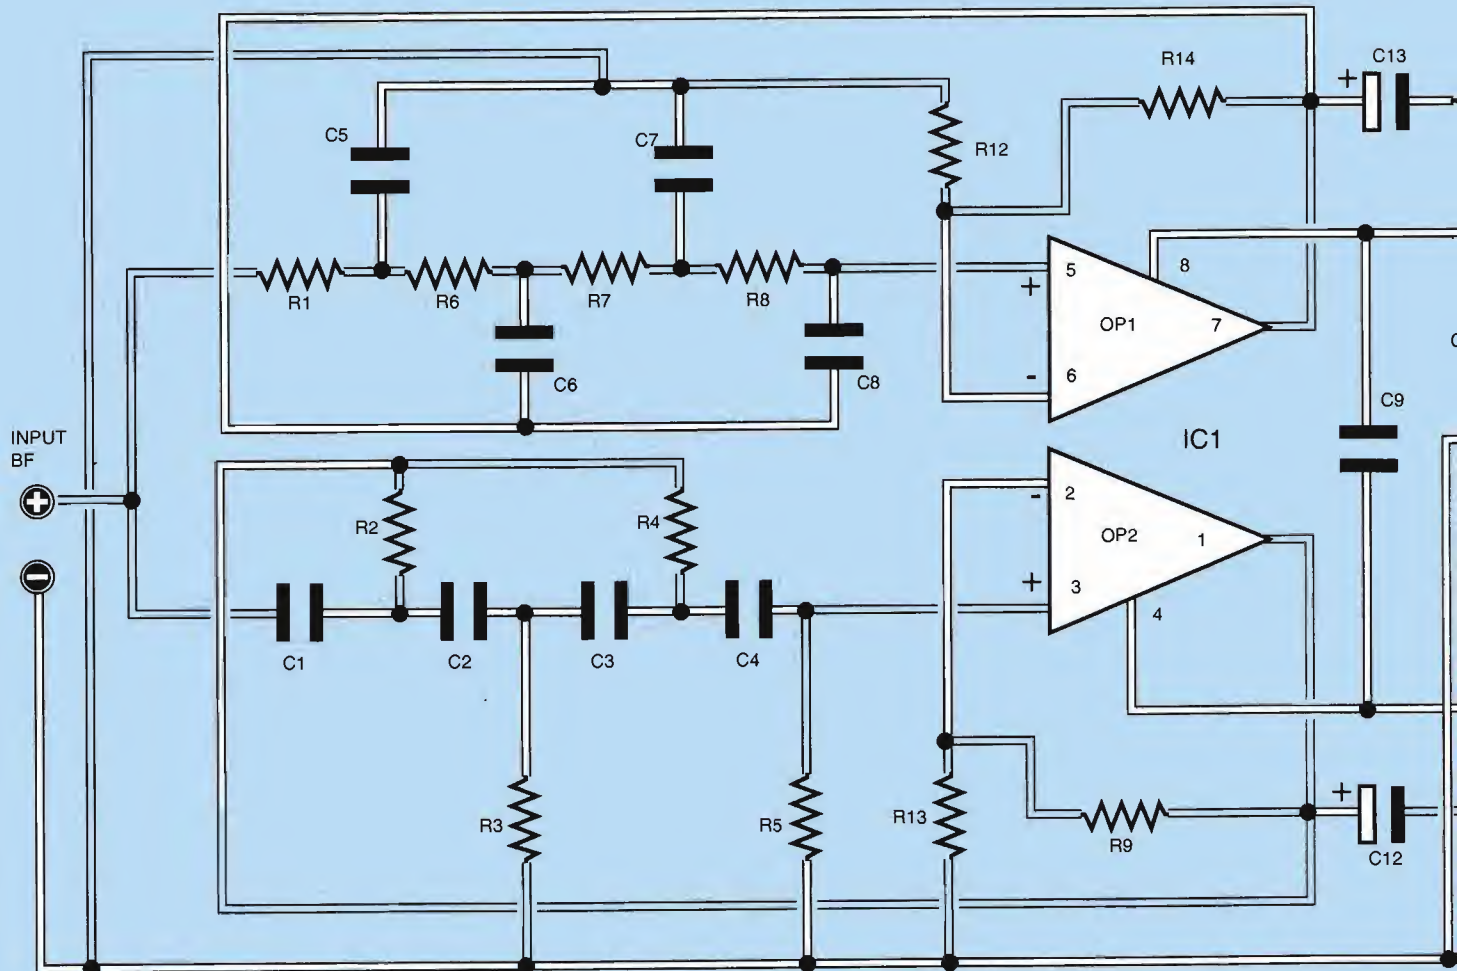 R14
C13
+
C5
C7
R12
8
5
+
R1
R6
R7
R8
OP1
7
6
-
C6
C8
C9
INPUT
BF
+
-
IC1
R2
R4
2
-
OP2
1
+
3
4
C1
C2
C3
C4
R3
R5
R13
R9
+
C12